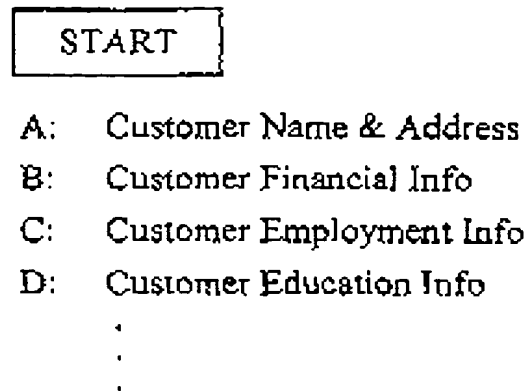 START
A: Customer Name & Address
B: Customer Financial Info
C: Customer Employment Info
D: Customer Education Info
.
.
.